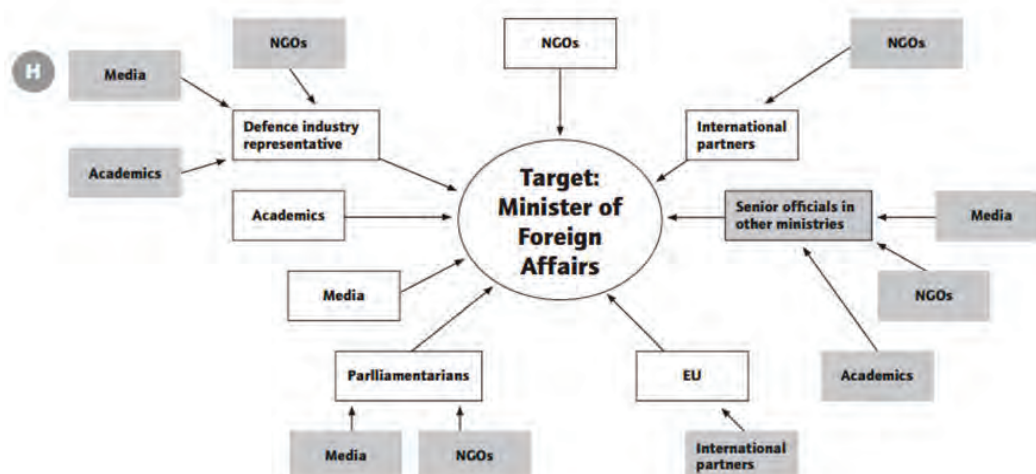 H
Media
NGOs
NGOs
NGOs
Defence industry
representative
International
partners
Academics
Academics
Target:
Minister of
Foreign
Affairs
Senior officials in
other ministries
Media
Media
NGOs
Parlliamentarians
EU
Academics
Media
NGOs
International
partners